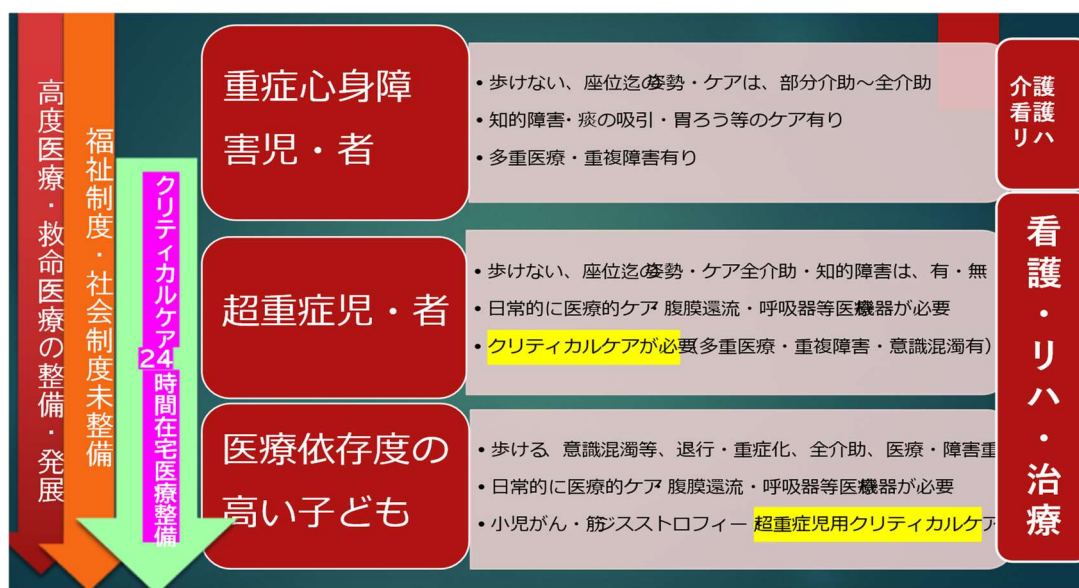 高度医療・救命医療の整備・発展
福祉制度・社会制度未整備
クリティカルケア24時間在宅医療整備
重症心身障
害児・者
• 歩けない、座位迄の姿勢・ケアは、部分介助～全介助
• 知的障害・痰の吸引・胃ろう等のケア有り
• 多重医療・重複障害有り
介護
看護
リハ
超重症児・者
• 歩けない、座位迄の姿勢・ケア全介助・知的障害は、有・無
• 日常的に医療的ケア・腹膜還流・呼吸器等医療機器が必要
• クリティカルケアが必要(多重医療・重複障害・意識混濁有)
医療依存度の
高い子ども
• 歩ける、意識混濁等、退行・重症化、全介助、医療・障害重
• 日常的に医療的ケア・腹膜還流・呼吸器等医療機器が必要
• 小児がん・筋ジスストロフィー 超重症児用クリティカルケア
看護・リハ・治療